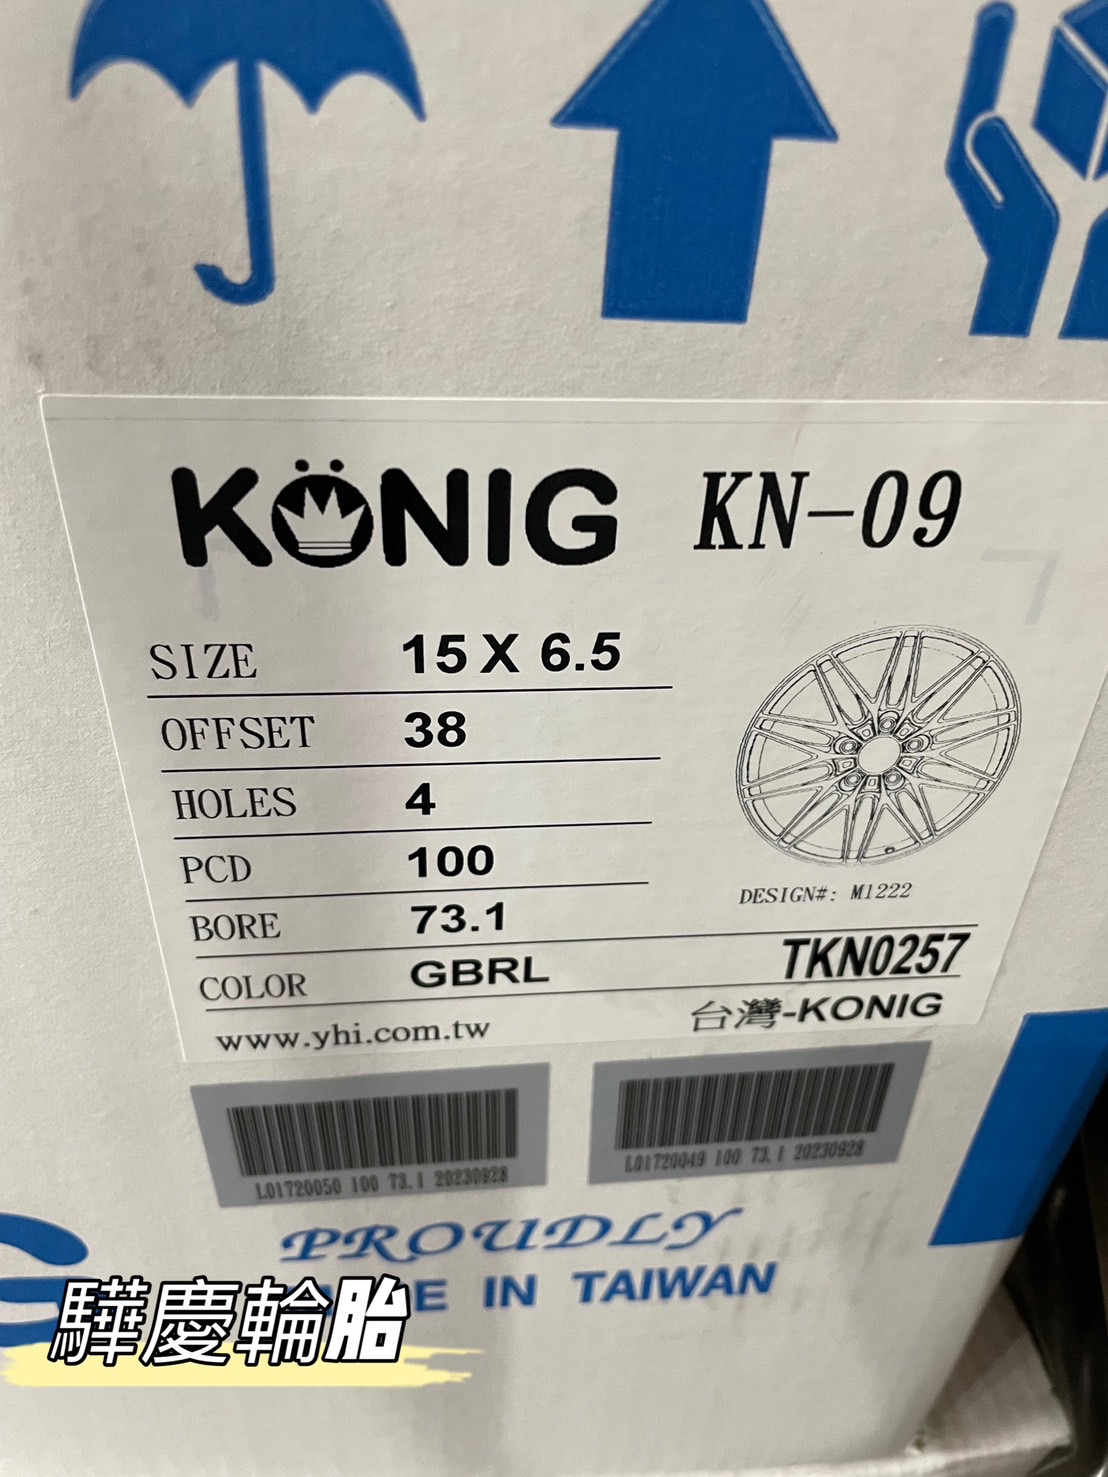 KÖNIG KN-09
SIZE 15 X 6.5
OFFSET 38
HOLES 4
PCD 100
BORE 73.1
COLOR GBRL
DESIGN#: M1222
TKN0257
www.yhi.com.tw
台灣-KONIG
L01720050 100 73.1 20230928
L01720049 100 73.1 20230928
PROUDLY
E IN TAIWAN
驊慶輪胎